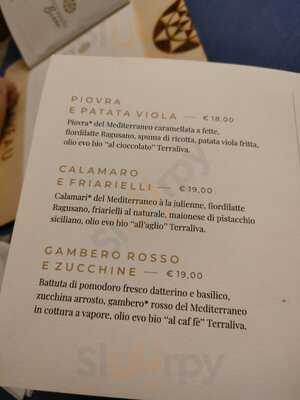 PIOVRA
E PATATA VIOLA — €18,00
Piovra* del Mediterraneo caramellata a fette,
fiordilatte Ragusano, spuma di ricotta, patata viola fritta,
olio evo bio "al cioccolato" Terraliva.
CALAMARO
E FRIARIELLI — €19,00
Calamari* del Mediterraneo à la julienne, fiordilatte
Ragusano, friarielli al naturale, maionese di pistacchio
siciliano, olio evo bio "all'aglio" Terraliva.
GAMBERO ROSSO
E ZUCCHINE — €19,00
Battuta di pomodoro fresco datterino e basilico,
zucchina arrosto, gambero* rosso del Mediterraneo
in cottura a vapore, olio evo bio "al caf fè" Terraliva.
sluurpy